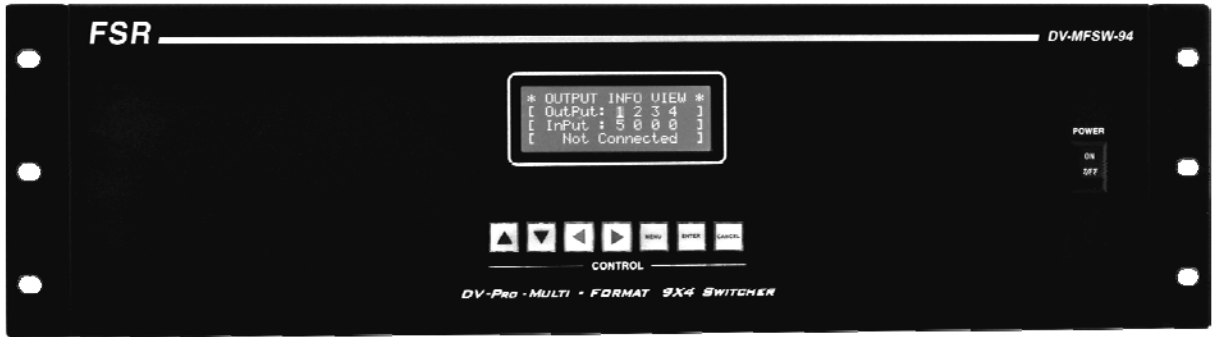 FSR
DV-MFSW-94
* OUTPUT INFO VIEW *
[ OutPut: 1 2 3 4 ]
[ InPut : 5 0 0 0 ]
[ Not Connected ]
POWER
ON
OFF
MENU
ENTER
CANCEL
CONTROL
DV-PRO-MULTI - FORMAT 9X4 SWITCHER